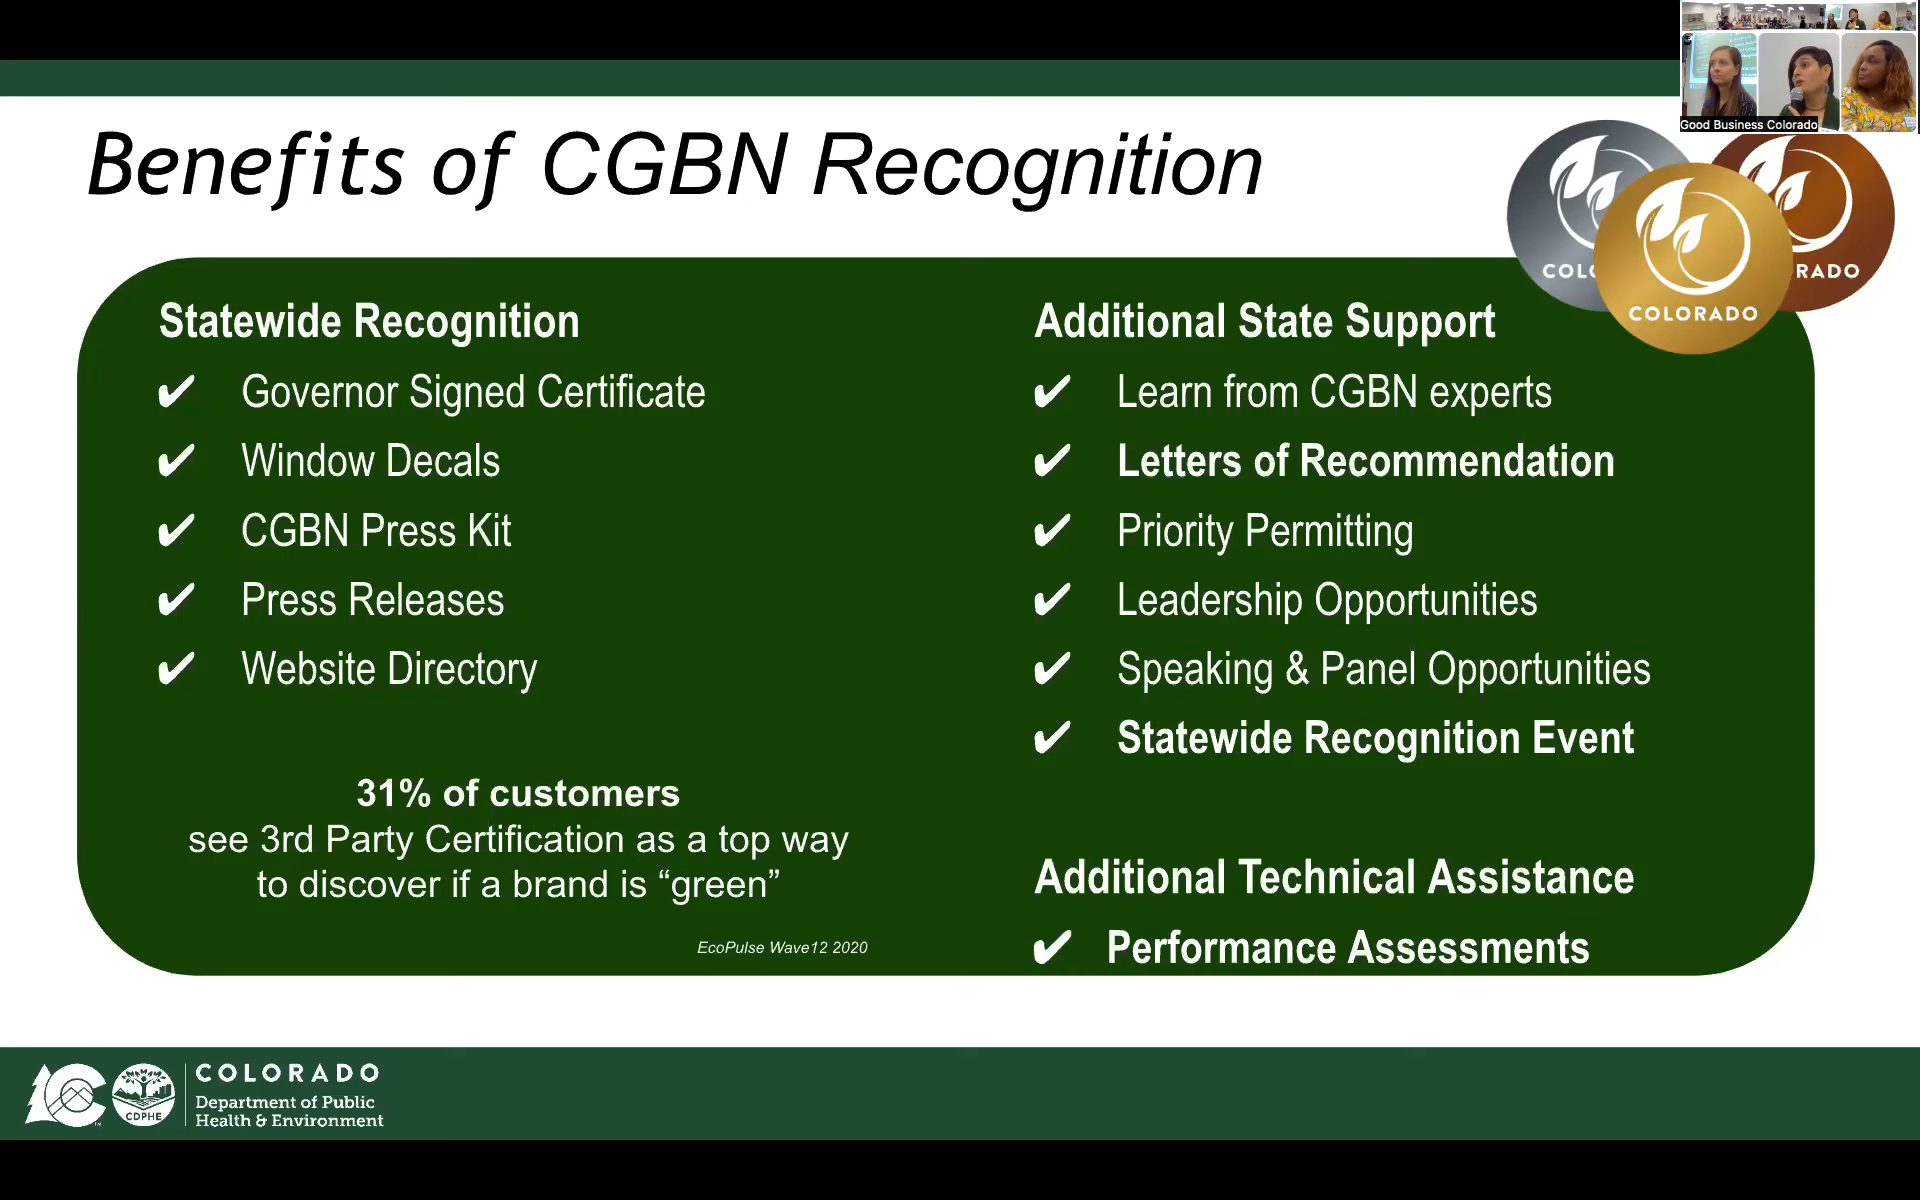 Good Business Colorado
Benefits of CGBN Recognition
COLO
RADO
COLORADO
Statewide Recognition
✔ Governor Signed Certificate
✔ Window Decals
✔ CGBN Press Kit
✔ Press Releases
✔ Website Directory
31% of customers
see 3rd Party Certification as a top way
to discover if a brand is “green”
EcoPulse Wave12 2020
Additional State Support
✔ Learn from CGBN experts
✔ Letters of Recommendation
✔ Priority Permitting
✔ Leadership Opportunities
✔ Speaking & Panel Opportunities
✔ Statewide Recognition Event
Additional Technical Assistance
✔ Performance Assessments
CDPHE
COLORADO
Department of Public
Health & Environment